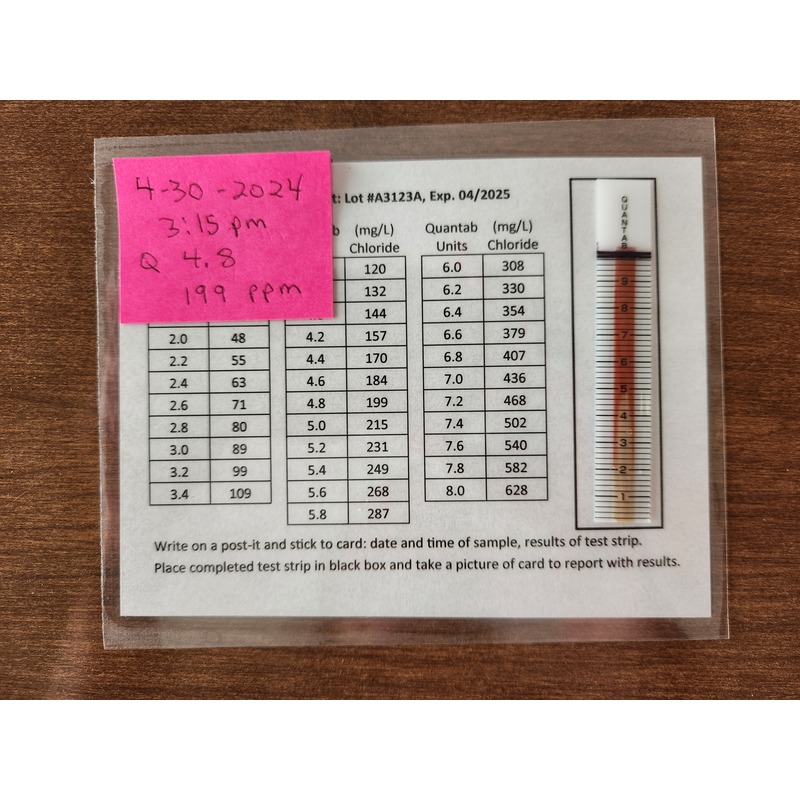 4-30-2024
3:15 pm
Q 4.8
199 ppm
t: Lot #A3123A, Exp. 04/2025
b (mg/L) Quantab (mg/L)
Chloride Units Chloride
120 6.0 308
132 6.2 330
144 6.4 354
2.0 48 4.2 157 6.6 379
2.2 55 4.4 170 6.8 407
2.4 63 4.6 184 7.0 436
2.6 71 4.8 199 7.2 468
2.8 80 5.0 215 7.4 502
3.0 89 5.2 231 7.6 540
3.2 99 5.4 249 7.8 582
3.4 109 5.6 268 8.0 628
5.8 287
Write on a post-it and stick to card: date and time of sample, results of test strip.
Place completed test strip in black box and take a picture of card to report with results.
QUANTAB
9
8
7
6
5
4
3
2
1